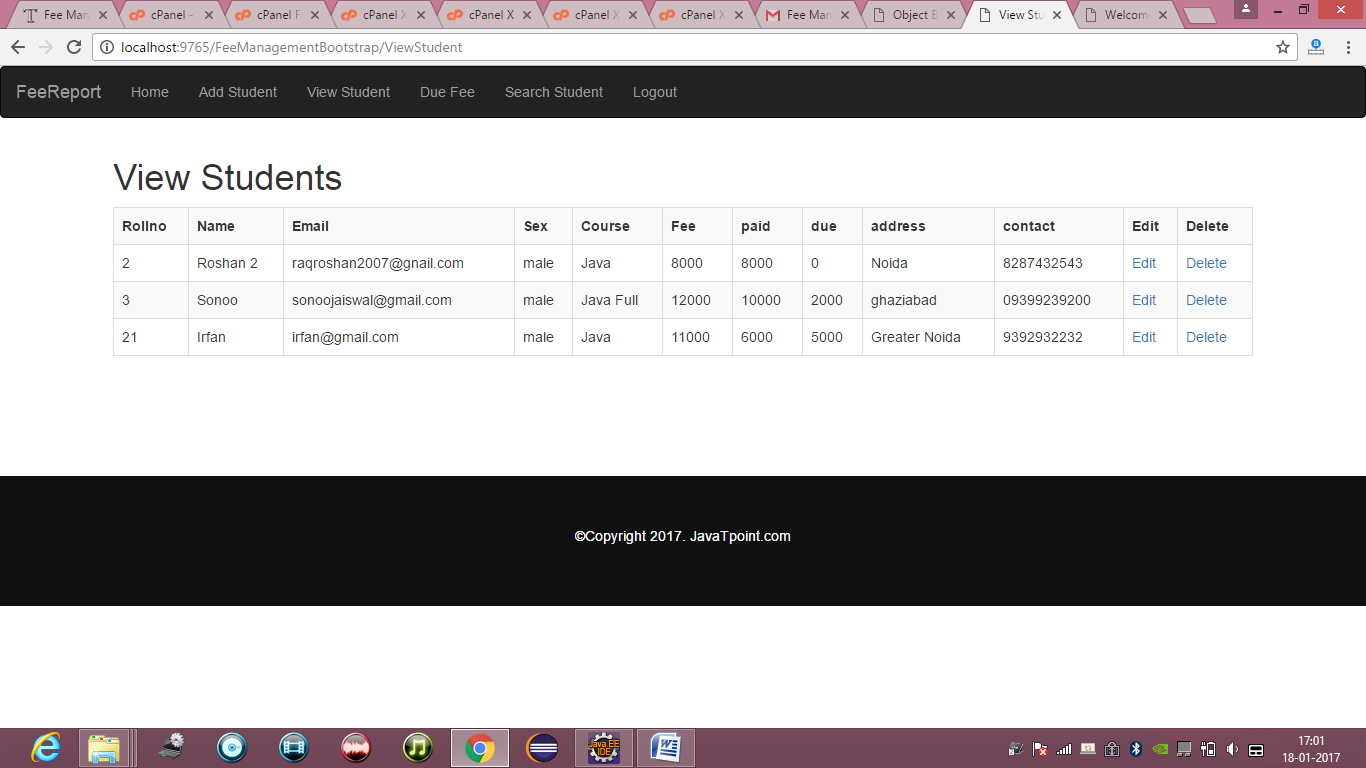 Fee Man
cPanel -
cPanel F
cPanel X
cPanel X
cPanel X
cPanel X
Fee Man
Object B
View Stu
Welcome
localhost:9765/FeeManagementBootstrap/ViewStudent
FeeReport Home Add Student View Student Due Fee Search Student Logout
View Students
Rollno Name Email Sex Course Fee paid due address contact Edit Delete
2 Roshan 2 raqroshan2007@gnail.com male Java 8000 8000 0 Noida 8287432543 Edit Delete
3 Sonoo sonoojaiswal@gmail.com male Java Full 12000 10000 2000 ghaziabad 09399239200 Edit Delete
21 Irfan irfan@gmail.com male Java 11000 6000 5000 Greater Noida 9392932232 Edit Delete
©Copyright 2017. JavaTpoint.com
Java EE
IDE
17:01
18-01-2017